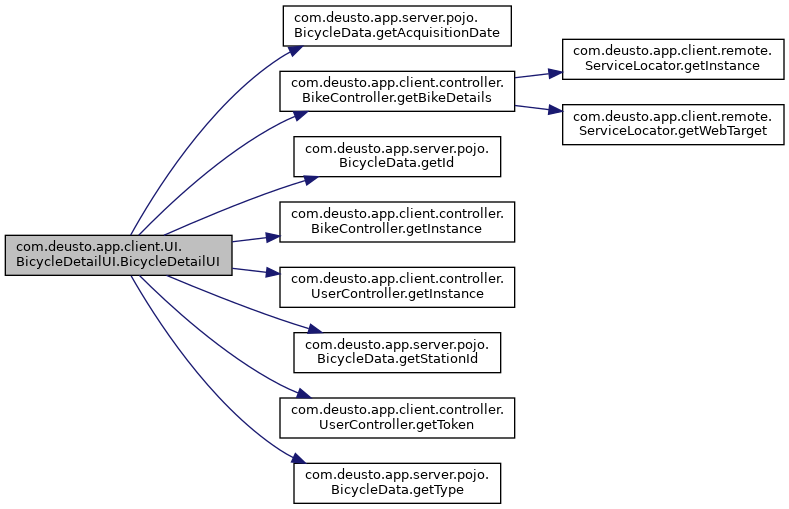 com.deusto.app.server.pojo.
BicycleData.getAcquisitionDate
com.deusto.app.client.controller.
BikeController.getBikeDetails
com.deusto.app.client.remote.
ServiceLocator.getInstance
com.deusto.app.client.remote.
ServiceLocator.getWebTarget
com.deusto.app.server.pojo.
BicycleData.getId
com.deusto.app.client.controller.
BikeController.getInstance
com.deusto.app.client.UI.
BicycleDetailUI.BicycleDetailUI
com.deusto.app.client.controller.
UserController.getInstance
com.deusto.app.server.pojo.
BicycleData.getStationId
com.deusto.app.client.controller.
UserController.getToken
com.deusto.app.server.pojo.
BicycleData.getType